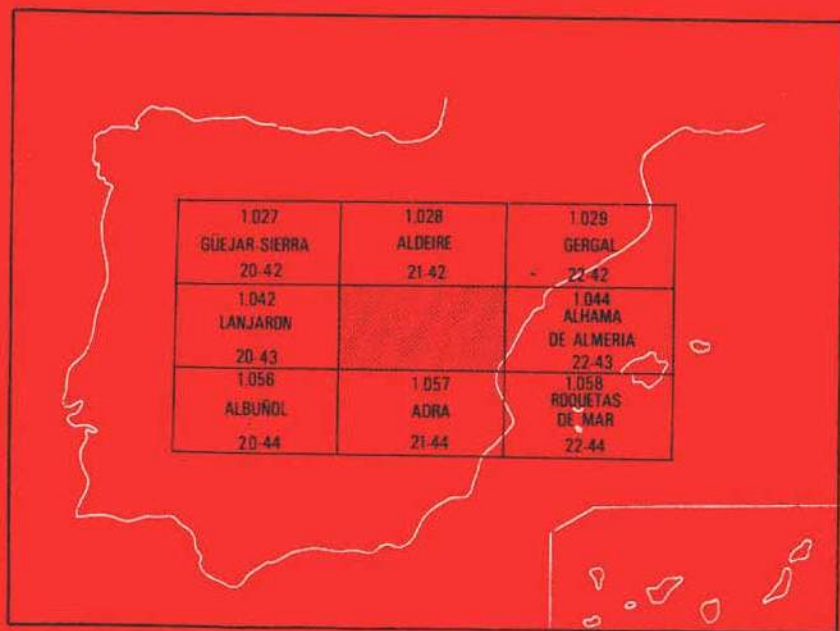 1.027
GÜEJAR-SIERRA
20-42
1.028
ALDEIRE
21-42
1.029
GERGAL
22-42
1.042
LANJARON
20-43
1.044
ALHAMA
DE ALMERIA
22-43
1.056
ALBUÑOL
20-44
1.057
ADRA
21-44
1.058
ROQUETAS
DE MAR
22-44